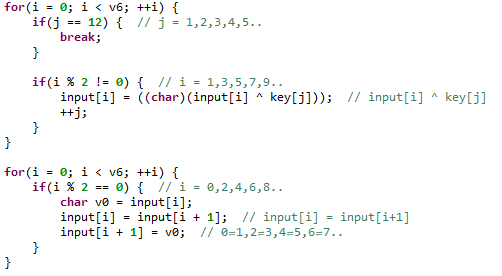 for(i = 0; i < v6; ++i) {
if(j == 12) {  // j = 1,2,3,4,5..
break;
}
if(i % 2 != 0) {  // i = 1,3,5,7,9..
input[i] = ((char)(input[i] ^ key[j]));  // input[i] ^ key[j]
++j;
}
}
for(i = 0; i < v6; ++i) {
if(i % 2 == 0) {  // i = 0,2,4,6,8..
char v0 = input[i];
input[i] = input[i + 1];  // input[i] = input[i+1]
input[i + 1] = v0;  // 0=1,2=3,4=5,6=7..
}
}